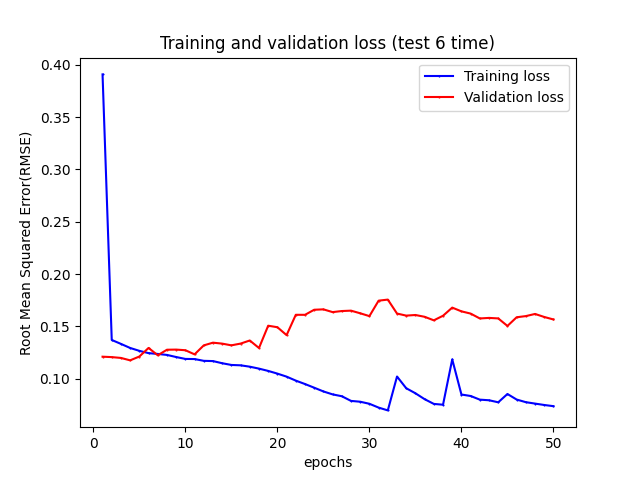 Training and validation loss (test 6 time)
Training loss
Validation loss
Root Mean Squared Error(RMSE)
0.40
0.35
0.30
0.25
0.20
0.15
0.10
0 10 20 30 40 50
epochs